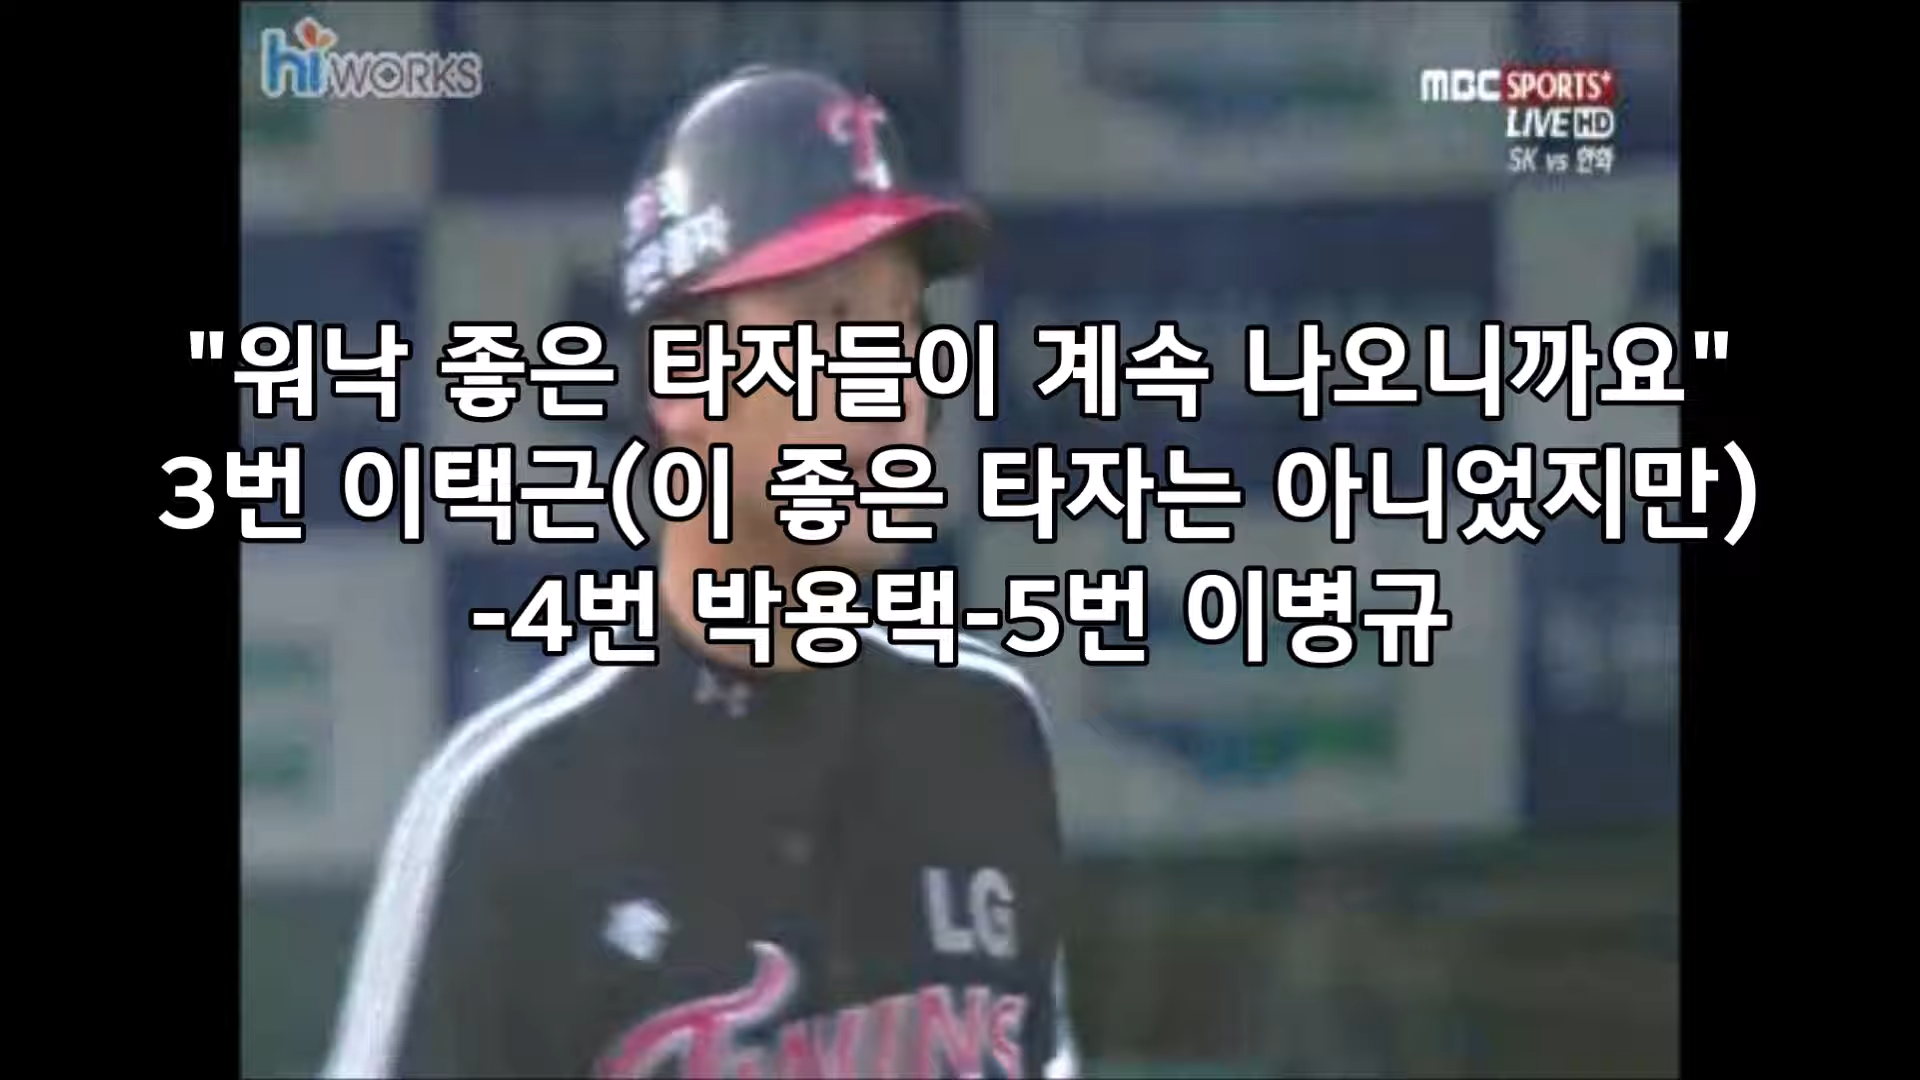 hiworks
MBC SPORTS+
LIVE HD
SK vs 한화
"워낙 좋은 타자들이 계속 나오니까요"
3번 이택근(이 좋은 타자는 아니었지만)
-4번 박용택-5번 이병규
LG
TWINS